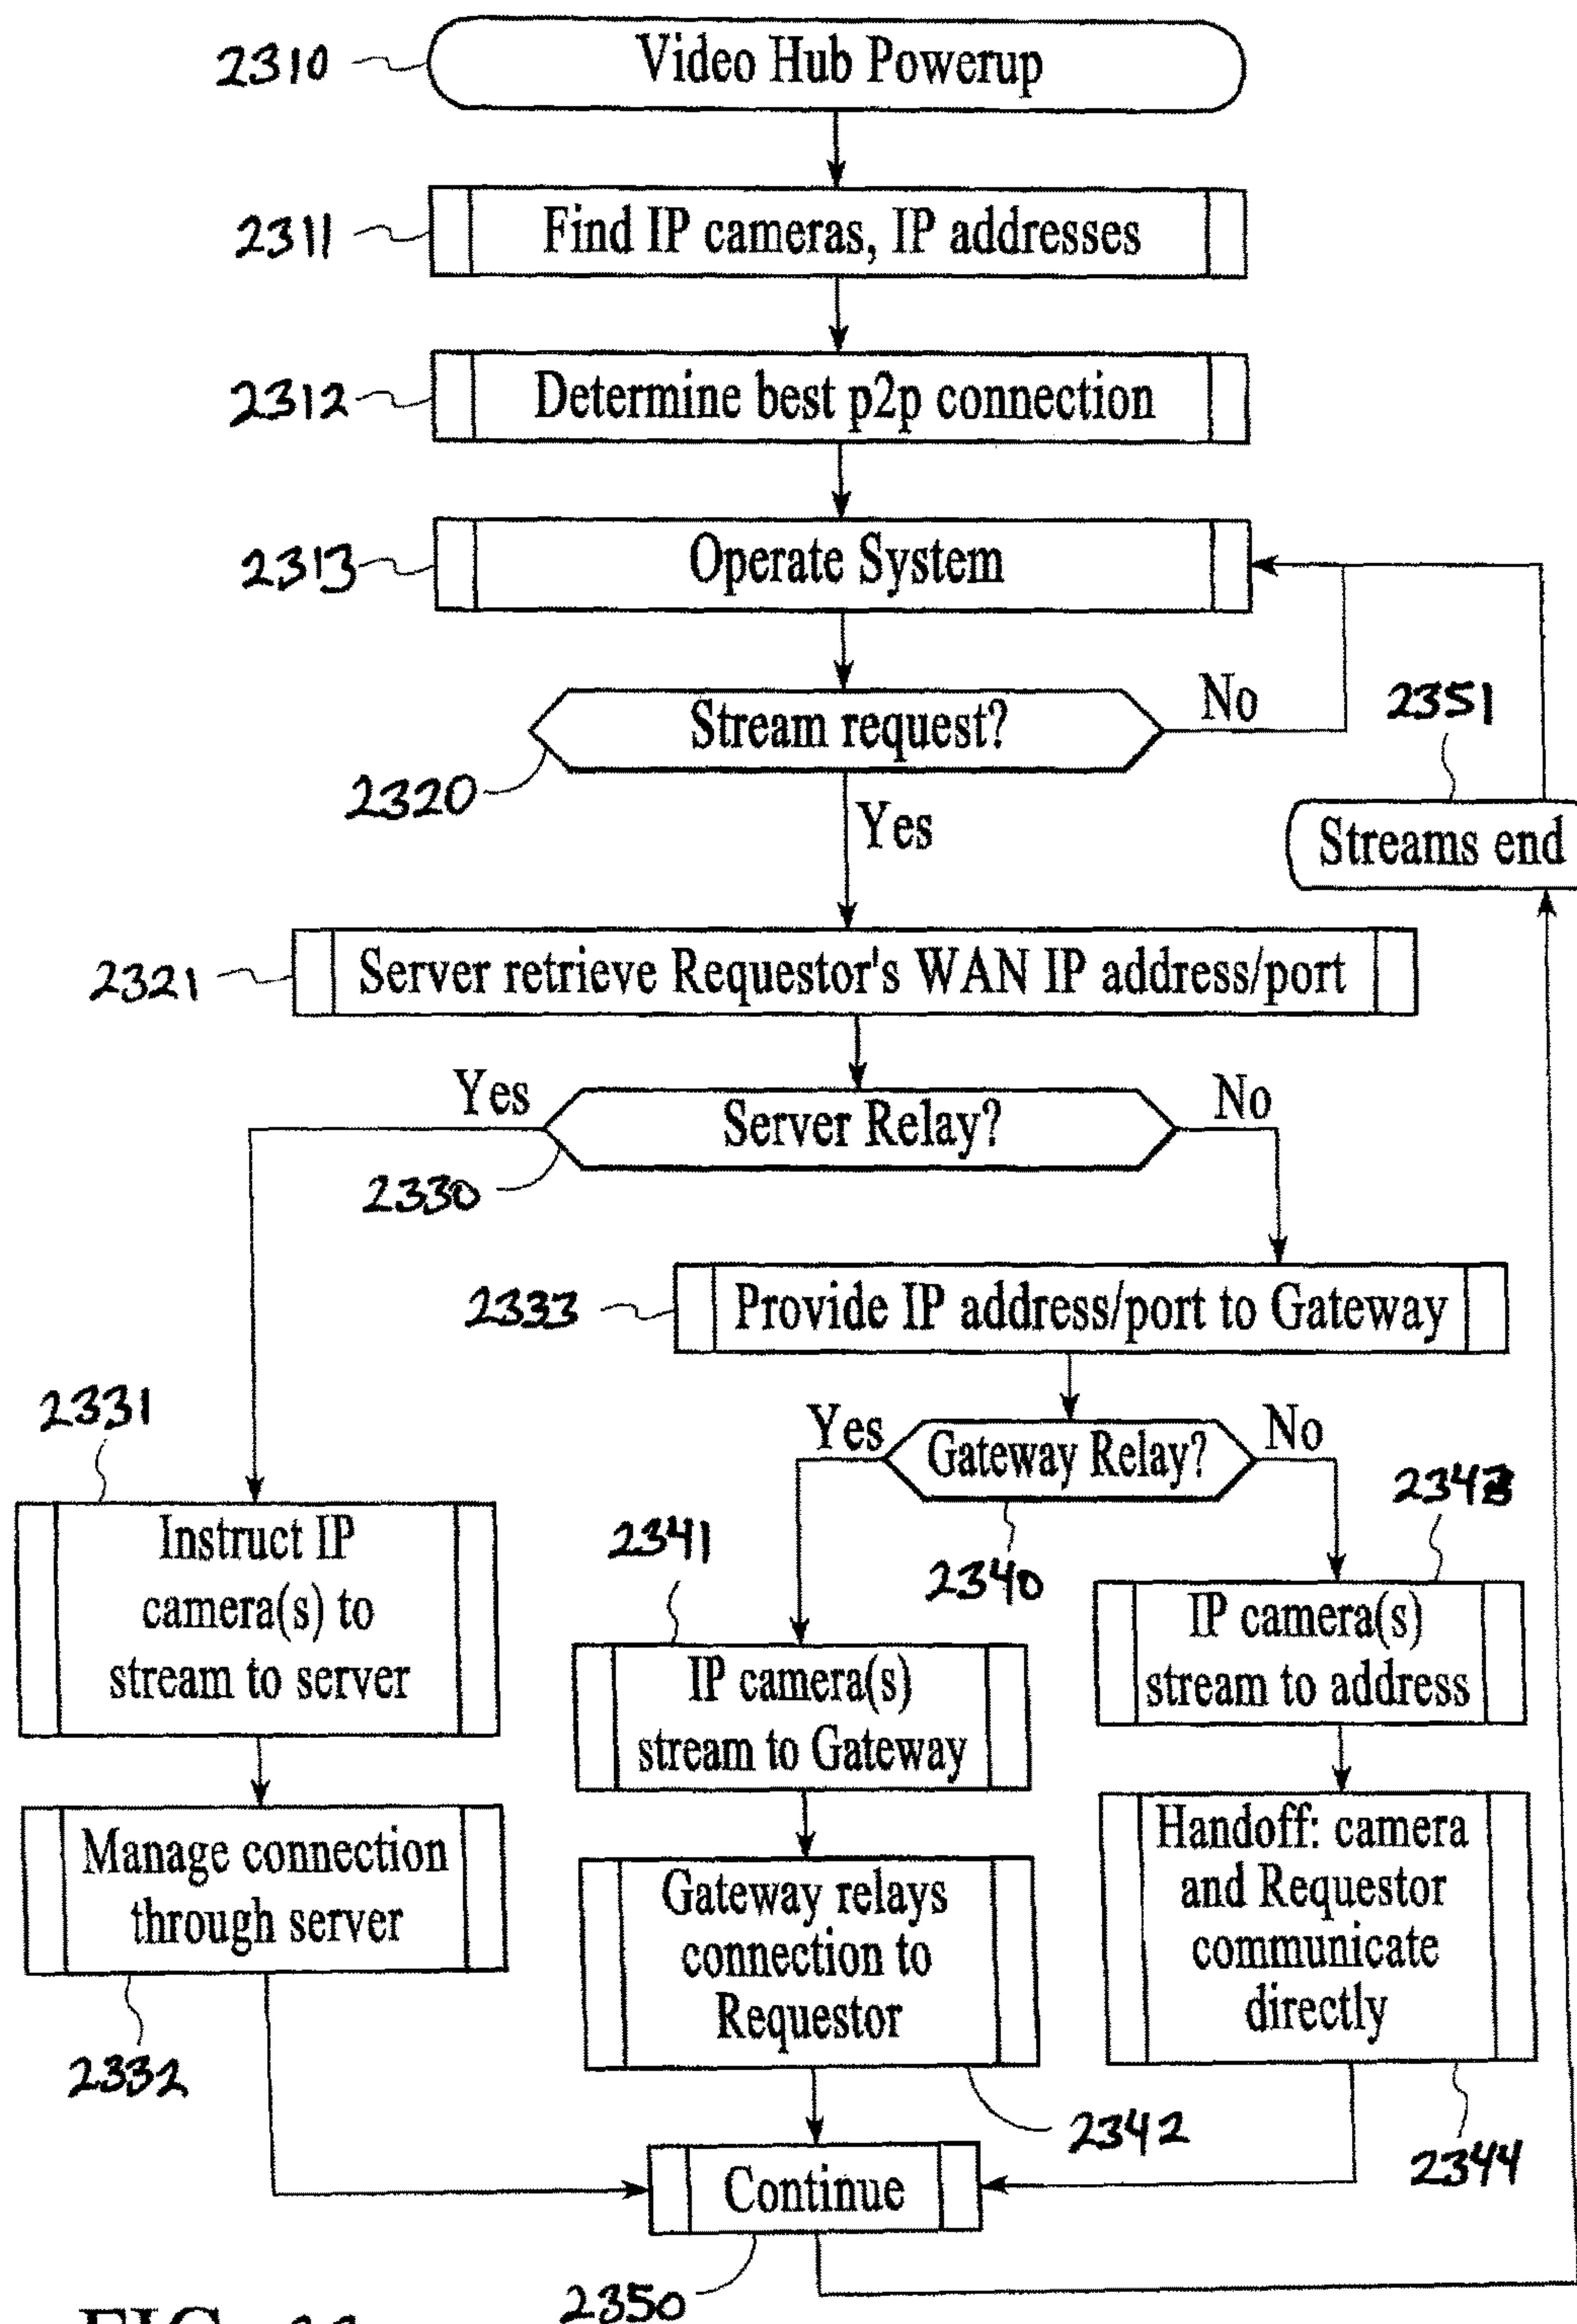 2310 Video Hub Powerup
2311 Find IP cameras, IP addresses
2312 Determine best p2p connection
2313 Operate System
Stream request?
No
2320
Yes
2351
Streams end
2321 Server retrieve Requestor's WAN IP address/port
Yes
Server Relay?
No
2330
2333 Provide IP address/port to Gateway
Yes
Gateway Relay?
No
2340
2331
Instruct IP
camera(s) to
stream to server
Manage connection
through server
2332
2341
IP camera(s)
stream to Gateway
Gateway relays
connection to
Requestor
2342
2343
IP camera(s)
stream to address
Handoff: camera
and Requestor
communicate
directly
2344
Continue
2350